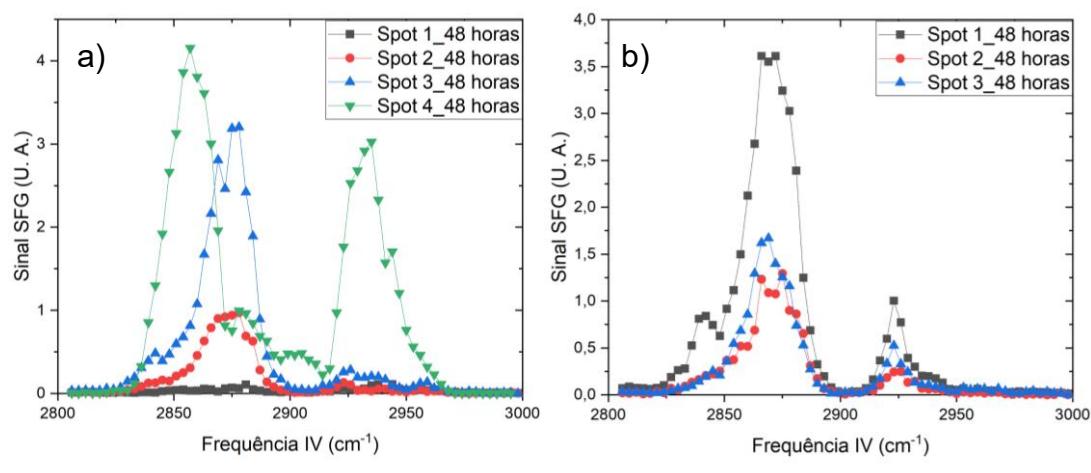 a)
Spot 1_48 horas
Spot 2_48 horas
Spot 3_48 horas
Spot 4_48 horas
Sinal SFG (U. A.)
4
3
2
1
0
2800 2850 2900 2950 3000
Frequência IV (cm-1)
b)
Spot 1_48 horas
Spot 2_48 horas
Spot 3_48 horas
Sinal SFG (U. A.)
4,0
3,5
3,0
2,5
2,0
1,5
1,0
0,5
0,0
2800 2850 2900 2950 3000
Frequência IV (cm-1)